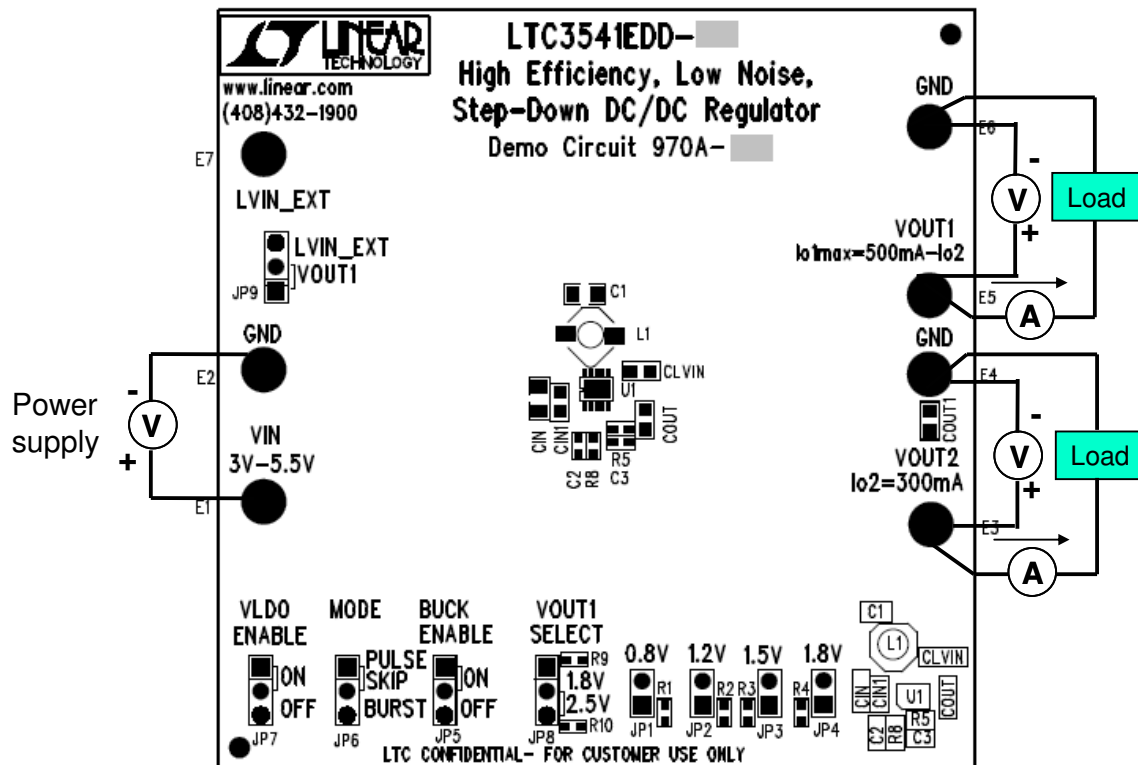 LINEAR
TECHNOLOGY
www.linear.com
(408)432-1900
LTC3541EDD-
High Efficiency, Low Noise,
Step-Down DC/DC Regulator
Demo Circuit 970A-
E7
LVIN_EXT
LVIN_EXT
VOUT1
JP9
GND
E2
Power
supply
-
V
+
VIN
3V-5.5V
E1
GND
E6
-
V
+
Load
VOUT1
Io1max=500mA-Io2
E5
A
GND
E4
COUT1
-
V
+
Load
VOUT2
Io2=300mA
E3
A
C1
L1
CLVIN
U1
CIN
CIN1
COUT
C2
R8
R5
C3
VLDO
ENABLE
ON
OFF
JP7
MODE
PULSE
SKIP
BURST
JP6
BUCK
ENABLE
ON
OFF
JP5
VOUT1
SELECT
R9
1.8V
2.5V
R10
JP8
0.8V
R1
JP1
1.2V
R2
JP2
1.5V
R3
JP3
1.8V
R4
JP4
C1
L1
CLVIN
CIN
CIN1
U1
COUT
C2
R8
R5
C3
LTC CONFIDENTIAL- FOR CUSTOMER USE ONLY